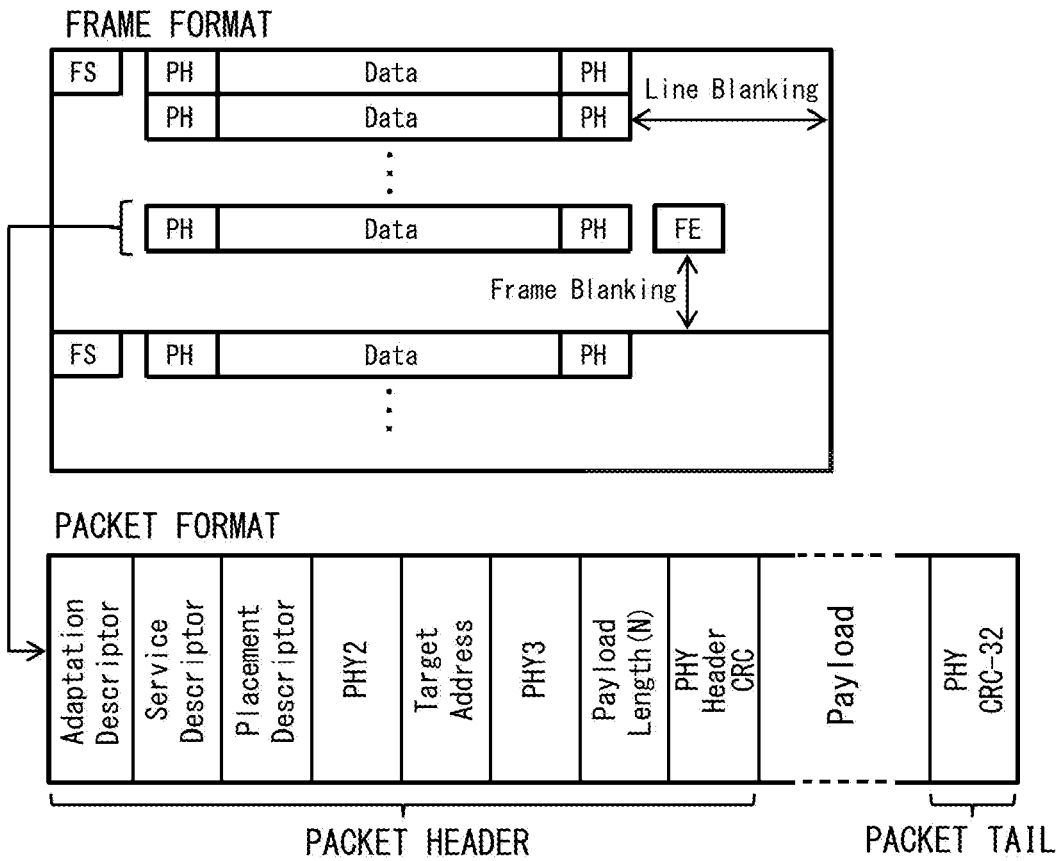 FRAME FORMAT
FS PH Data PH
Line Blanking
PH Data PH
PH Data PH FE
Frame Blanking
FS PH Data PH
PACKET FORMAT
Adaptation
Descriptor
Service
Descriptor
Placement
Descriptor
PHY2
Target
Address
PHY3
Payload
Length(N)
PHY
Header
CRC
Payload
PHY
CRC-32
PACKET HEADER
PACKET TAIL